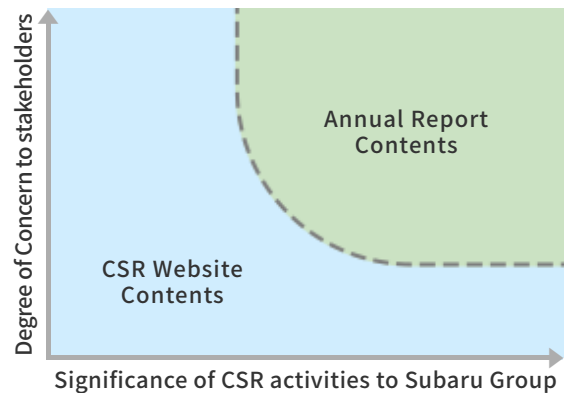 Degree of Concern to stakeholders
Annual Report
Contents
CSR Website
Contents
Significance of CSR activities to Subaru Group